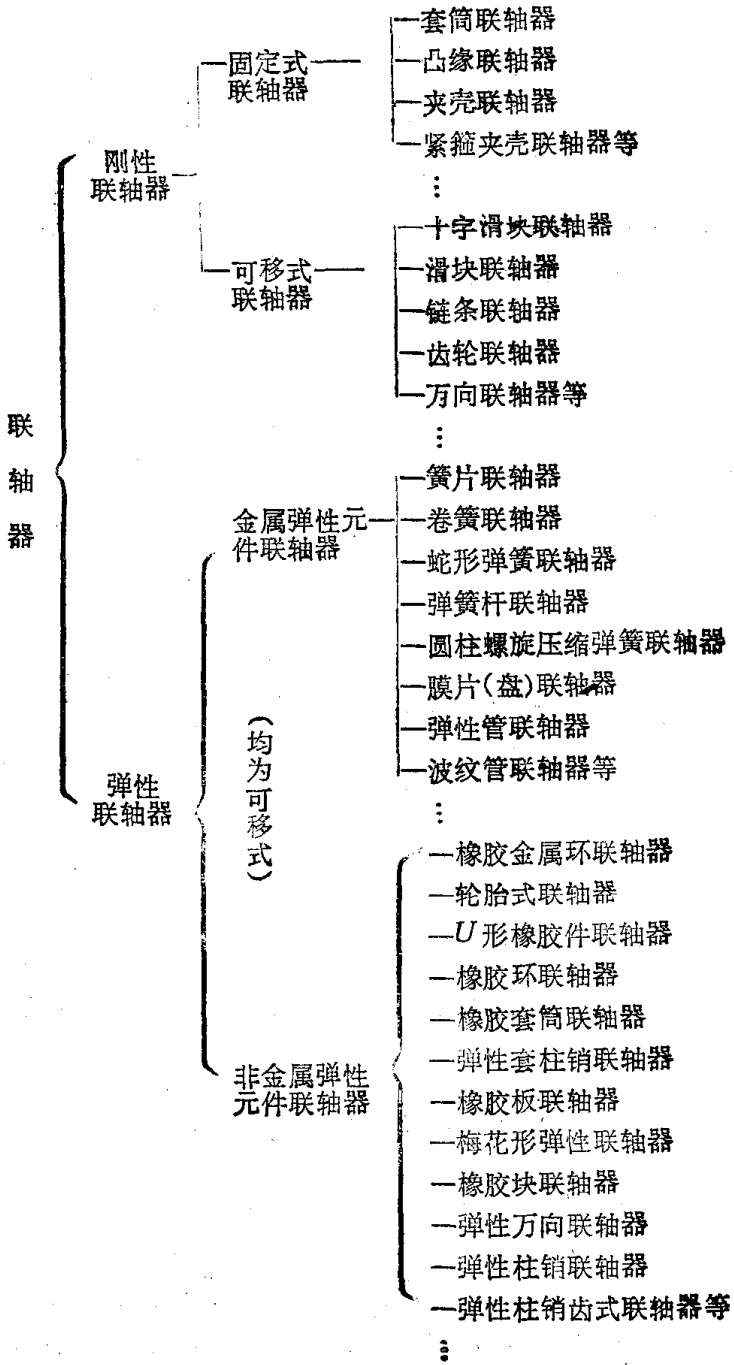 联轴器
刚性
联轴器
固定式
联轴器
套筒联轴器
凸缘联轴器
夹壳联轴器
紧箍夹壳联轴器等
⋮
可移式
联轴器
十字滑块联轴器
滑块联轴器
链条联轴器
齿轮联轴器
万向联轴器等
⋮
弹性
联轴器
(均为可移式)
金属弹性元
件联轴器
簧片联轴器
卷簧联轴器
蛇形弹簧联轴器
弹簧杆联轴器
圆柱螺旋压缩弹簧联轴器
膜片(盘)联轴器
弹性管联轴器
波纹管联轴器等
⋮
非金属弹性
元件联轴器
橡胶金属环联轴器
轮胎式联轴器
U形橡胶件联轴器
橡胶环联轴器
橡胶套筒联轴器
弹性套柱销联轴器
橡胶板联轴器
梅花形弹性联轴器
橡胶块联轴器
弹性万向联轴器
弹性柱销联轴器
弹性柱销齿式联轴器等
⋮